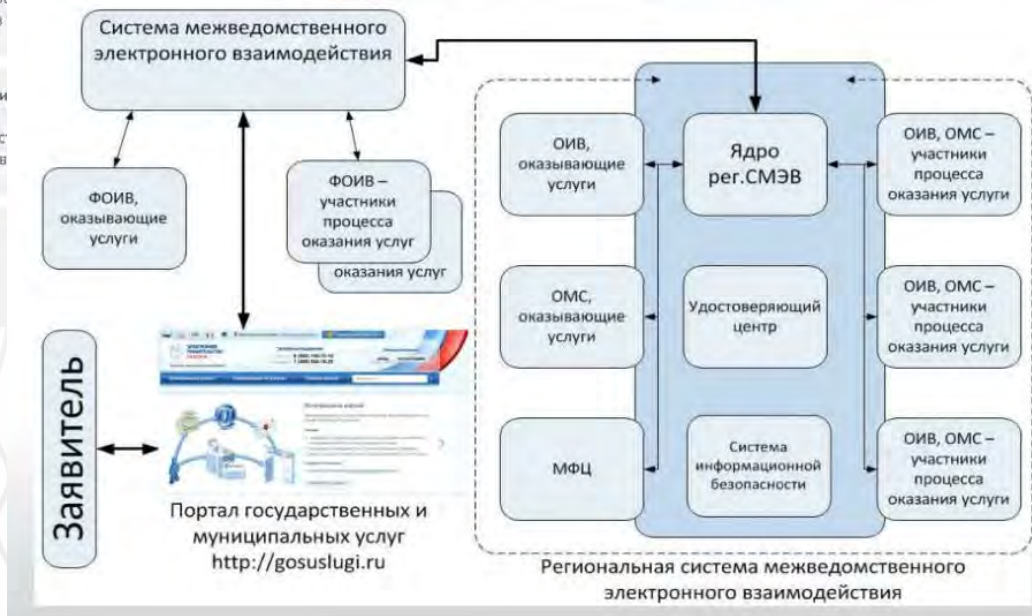 Система межведомственного
электронного взаимодействия
ФОИВ,
оказывающие
услуги
ФОИВ –
участники
процесса
оказания услуг
оказания услуг
Заявитель
Портал государственных и
муниципальных услуг
http://gosuslugi.ru
ОИВ,
оказывающие
услуги
Ядро
рег.СМЭВ
ОИВ, ОМС –
участники
процесса
оказания услуги
ОМС,
оказывающие
услуги
Удостоверяющий
центр
ОИВ, ОМС –
участники
процесса
оказания услуги
МФЦ
Система
информационной
безопасности
ОИВ, ОМС –
участники
процесса
оказания услуги
Региональная система межведомственного
электронного взаимодействия